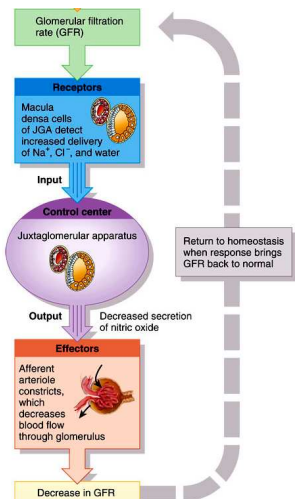 Glomerular filtration
rate (GFR)
Receptors
Macula
densa cells
of JGA detect
increased delivery
of Na⁺, Cl⁻, and water
Input
Control center
Juxtaglomerular apparatus
Return to homeostasis
when response brings
GFR back to normal
Output
Decreased secretion
of nitric oxide
Effectors
Afferent
arteriole
constricts,
which
decreases
blood flow
through glomerulus
Decrease in GFR